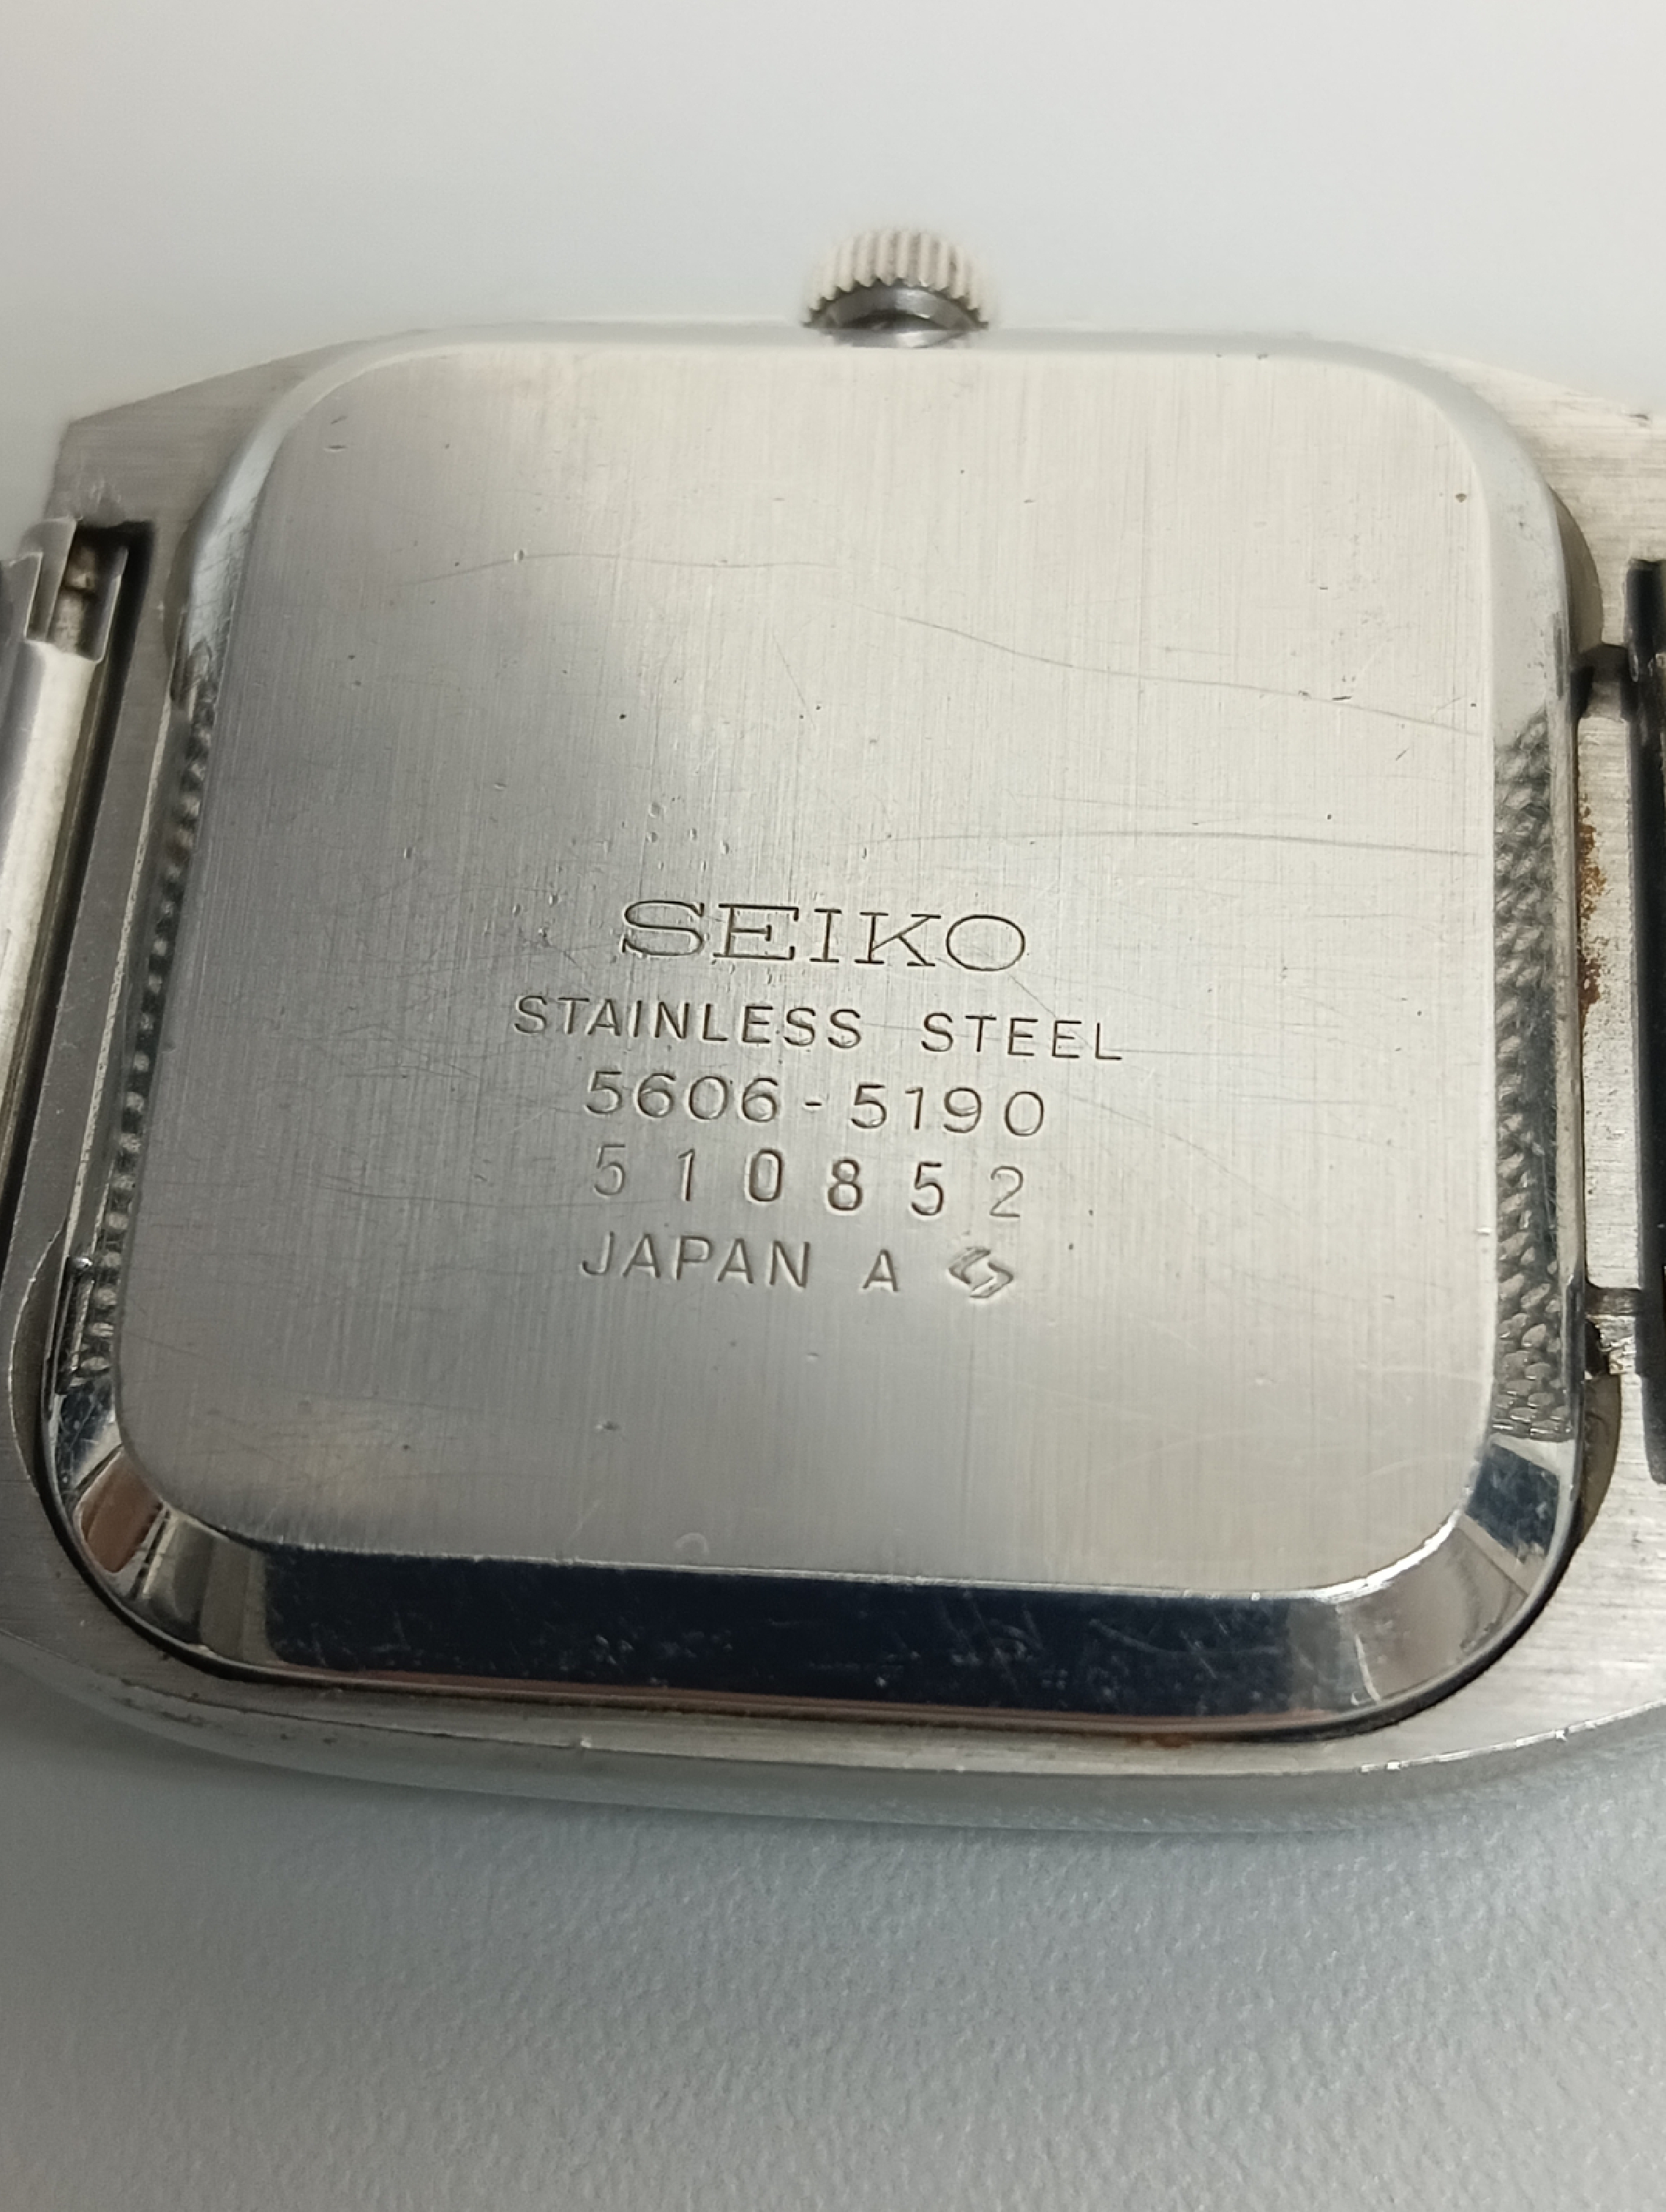 SEIKO
STAINLESS STEEL
5606-5190
510852
JAPAN A